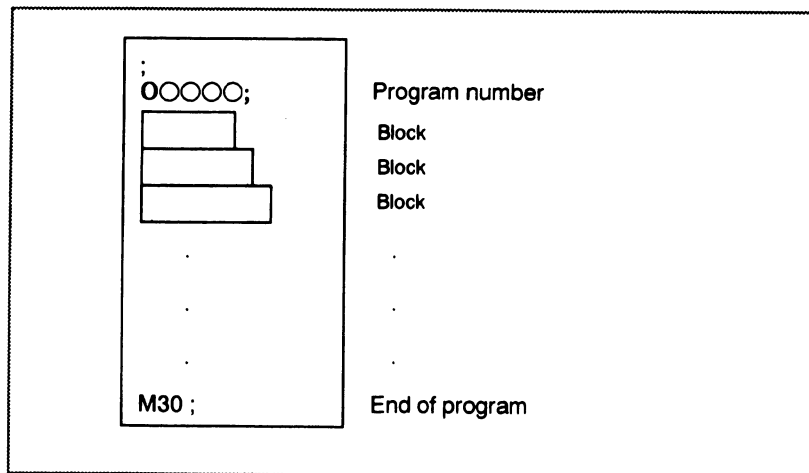 ;
O○○○○; Program number
Block
Block
Block
. .
. .
. .
M30 ; End of program